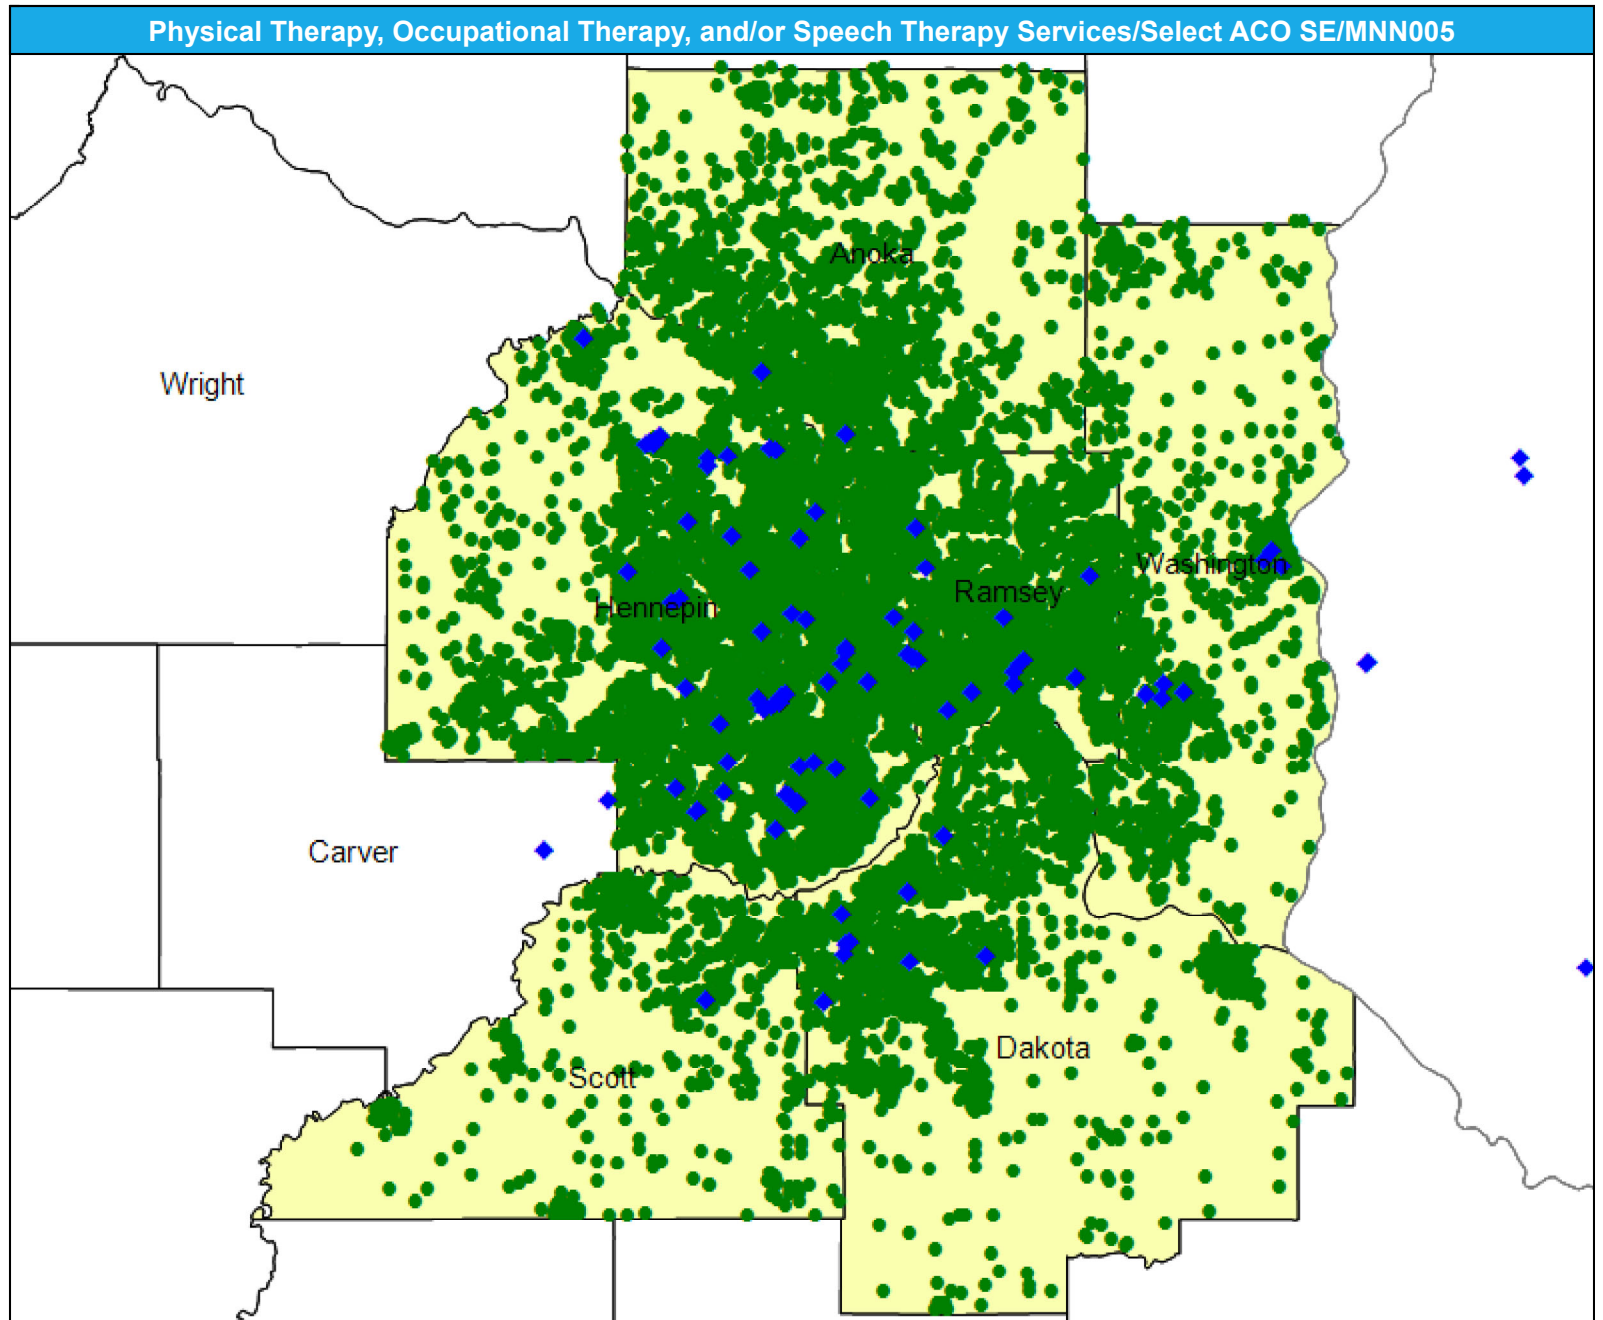 Physical Therapy, Occupational Therapy, and/or Speech Therapy Services/Select ACO SE/MNN005
Anoka
Wright
Washington
Ramsey
Hennepin
Carver
Dakota
Scott